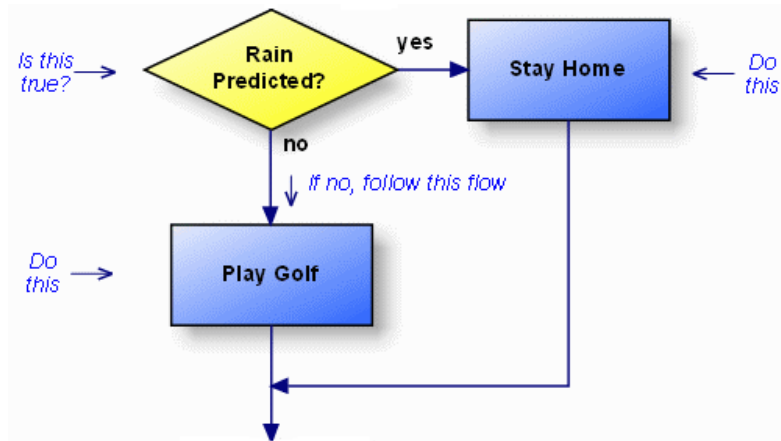 Is this
true?
Rain
Predicted?
yes
Stay Home
Do
this
no
If no, follow this flow
Do
this
Play Golf